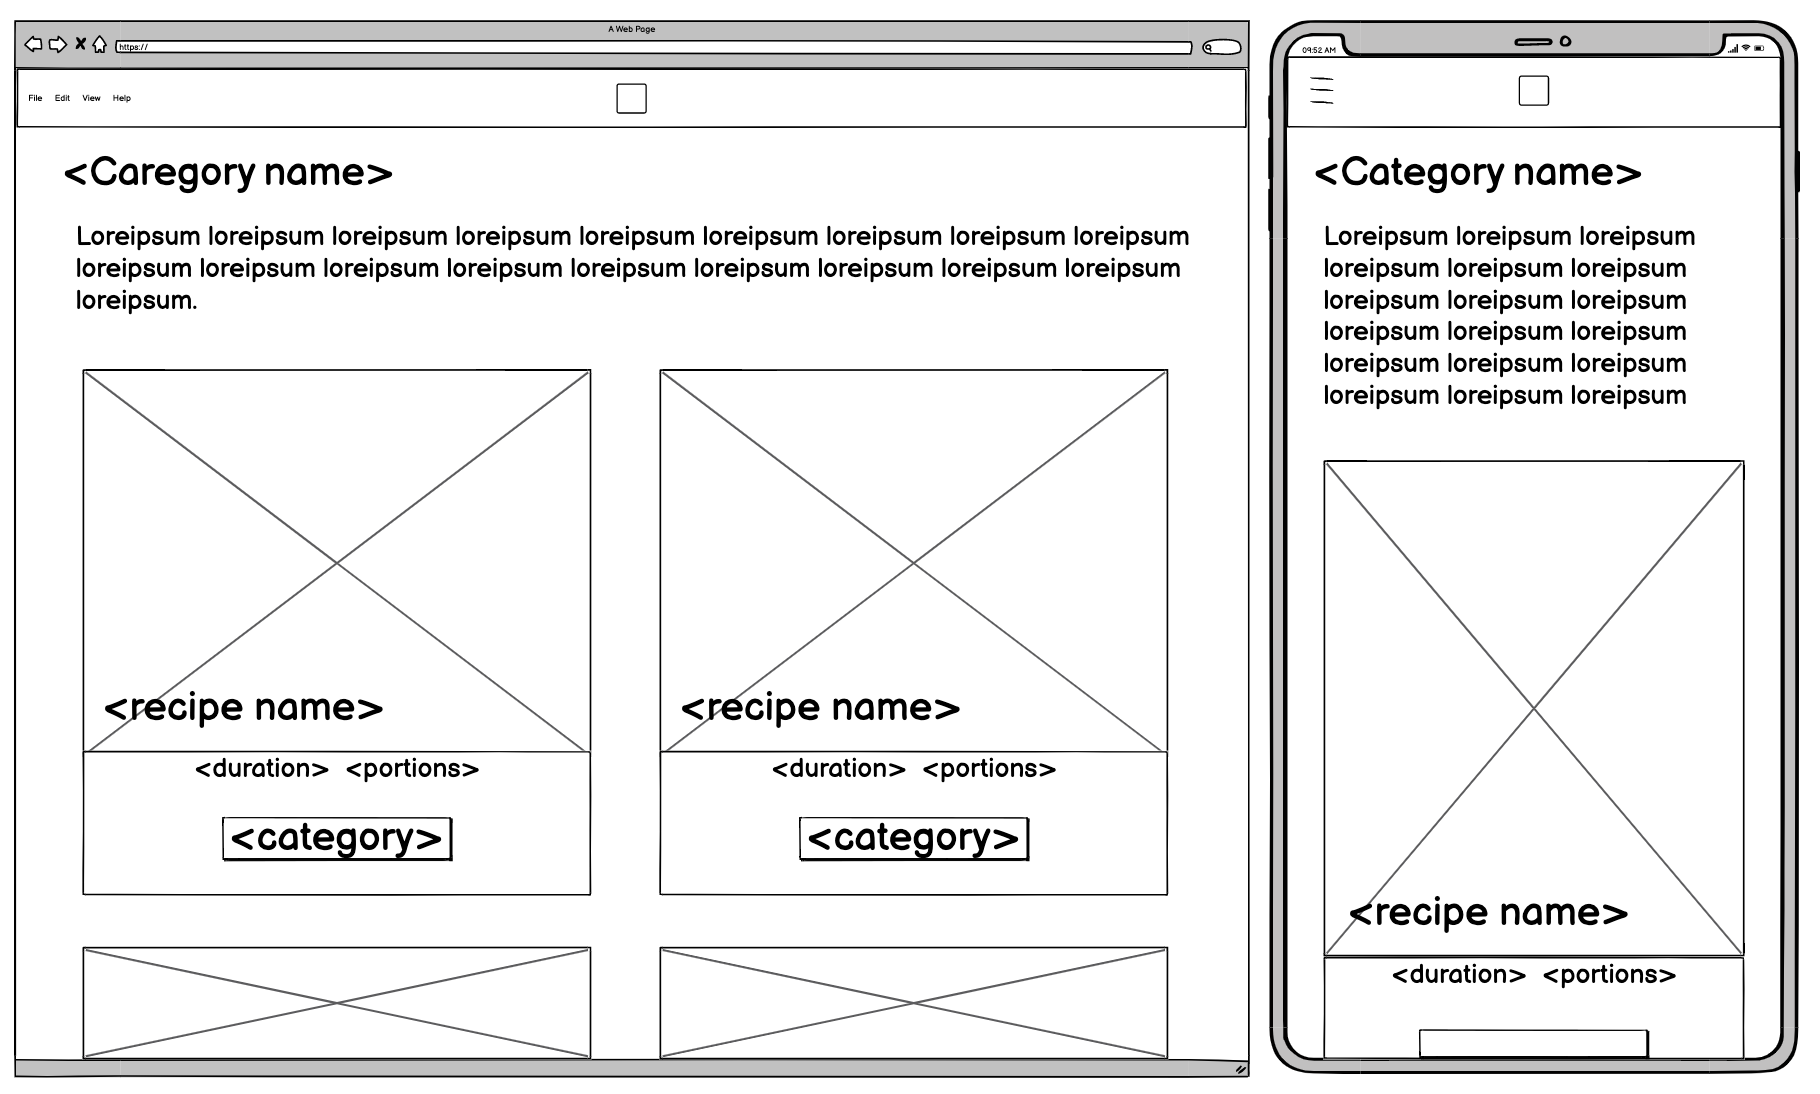 A Web Page
https://
File Edit View Help
<Caregory name>
Loreipsum loreipsum loreipsum loreipsum loreipsum loreipsum loreipsum loreipsum loreipsum
loreipsum loreipsum loreipsum loreipsum loreipsum loreipsum loreipsum loreipsum loreipsum
loreipsum.
<recipe name>
<duration> <portions>
<category>
<recipe name>
<duration> <portions>
<category>
09:52 AM
<Category name>
Loreipsum loreipsum loreipsum
loreipsum loreipsum loreipsum
loreipsum loreipsum loreipsum
loreipsum loreipsum loreipsum
loreipsum loreipsum loreipsum
loreipsum loreipsum loreipsum
<recipe name>
<duration> <portions>